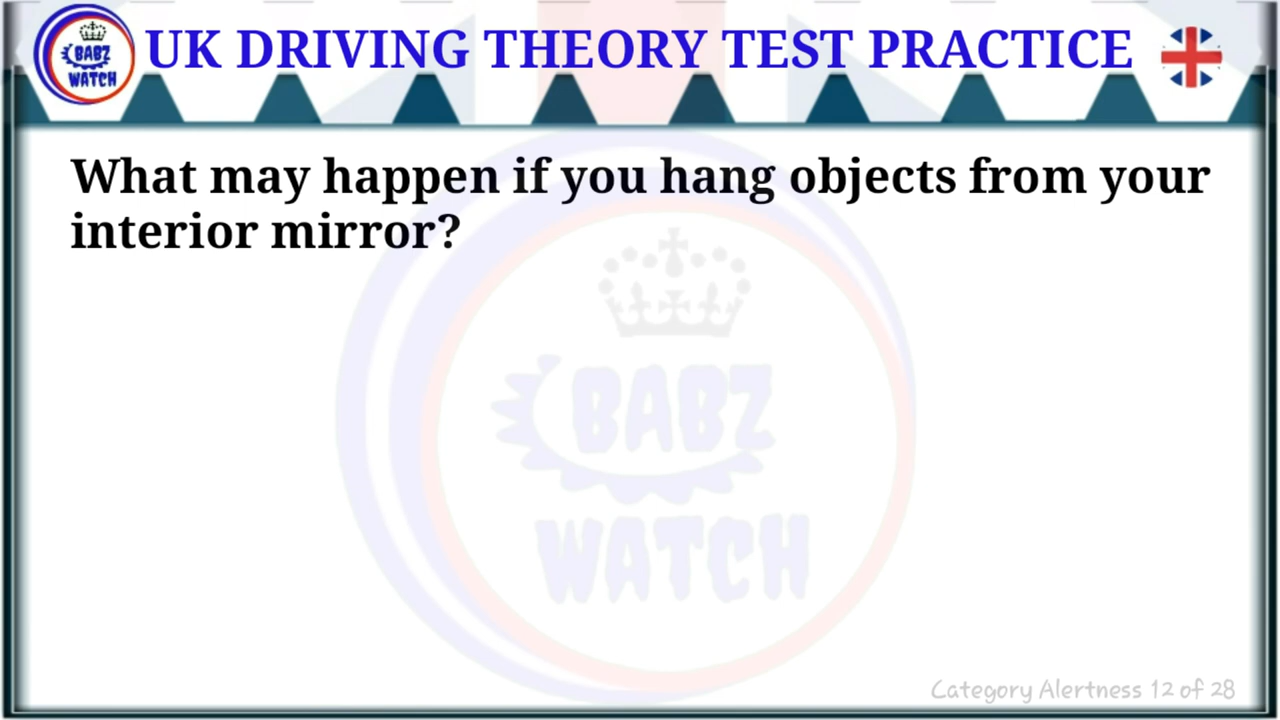 BABZ
WATCH
UK DRIVING THEORY TEST PRACTICE
What may happen if you hang objects from your
interior mirror?
BABZ
WATCH
Category Alertness 12 of 28